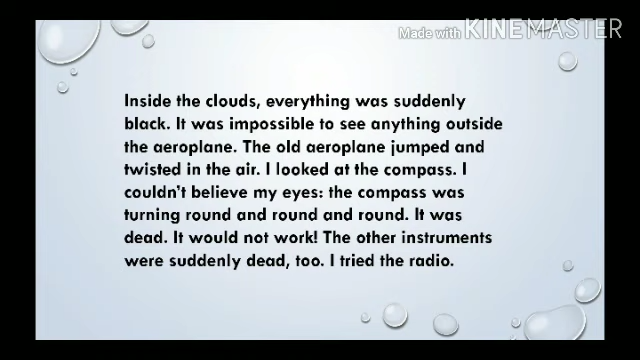 Made with KINEMASTER
Inside the clouds, everything was suddenly
black. It was impossible to see anything outside
the aeroplane. The old aeroplane jumped and
twisted in the air. I looked at the compass. I
couldn't believe my eyes: the compass was
turning round and round and round. It was
dead. It would not work! The other instruments
were suddenly dead, too. I tried the radio.